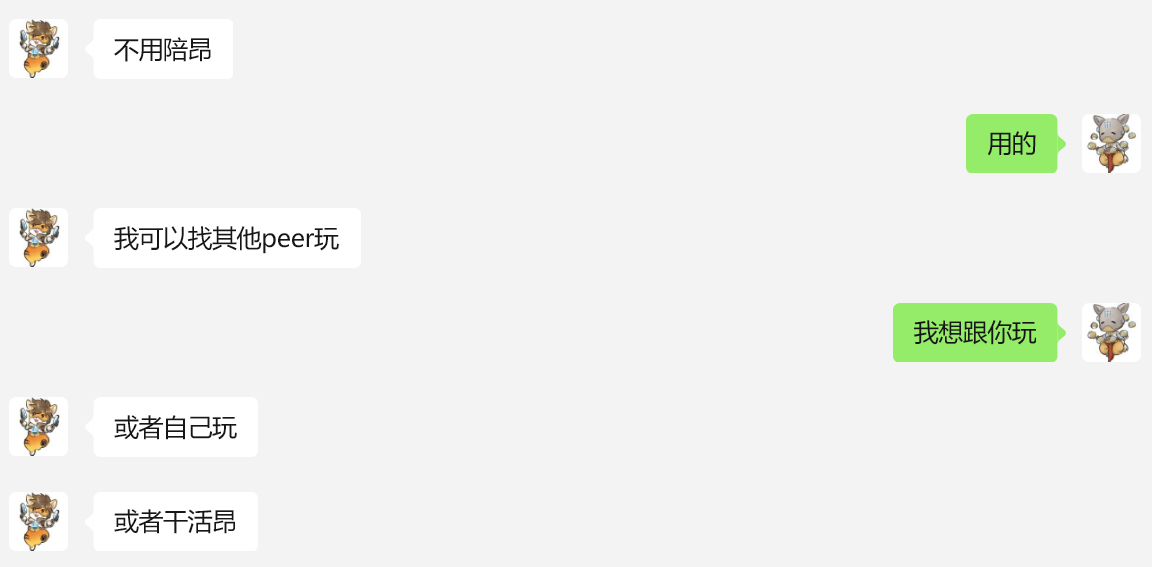 不用陪昂
用的
我可以找其他peer玩
我想跟你玩
或者自己玩
或者干活昂